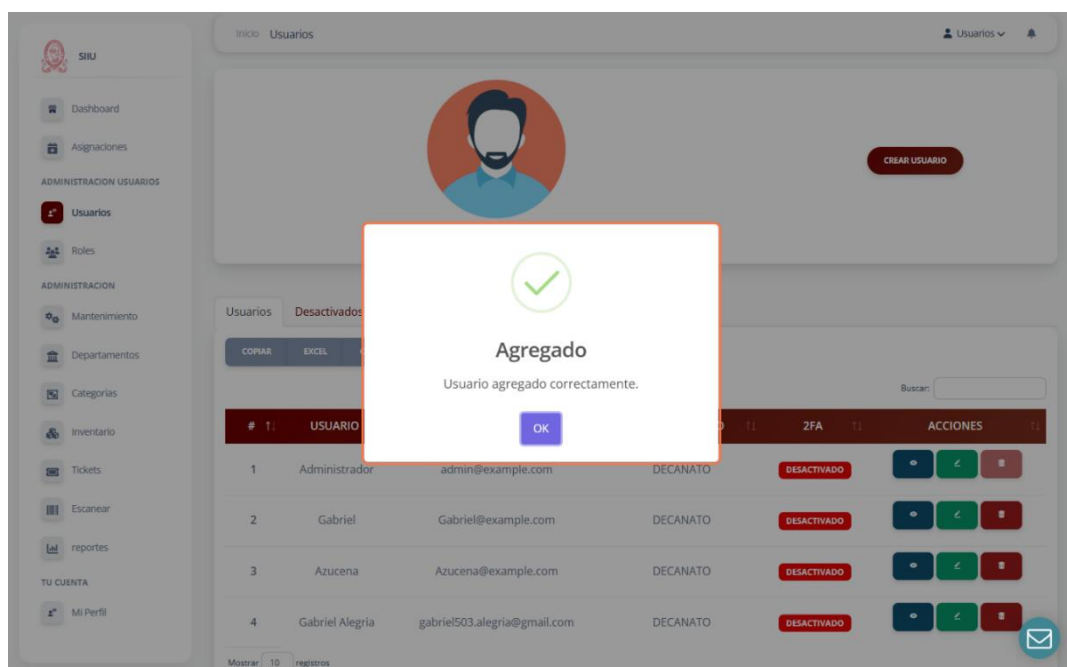 SIIU
Inicio Usuarios
Usuarios
Dashboard
Asignaciones
ADMINISTRACION USUARIOS
Usuarios
Roles
ADMINISTRACION
Mantenimiento
Departamentos
Categorias
Inventario
Tickets
Escanear
reportes
TU CUENTA
Mi Perfil
CREAR USUARIO
Usuarios Desactivados
COPIAR EXCEL
Buscar:
Agregado
Usuario agregado correctamente.
OK
# USUARIO 2FA ACCIONES
1 Administrador admin@example.com DECANATO DESACTIVADO
2 Gabriel Gabriel@example.com DECANATO DESACTIVADO
3 Azucena Azucena@example.com DECANATO DESACTIVADO
4 Gabriel Alegria gabriel503.alegria@gmail.com DECANATO DESACTIVADO
Mostrar 10 registros